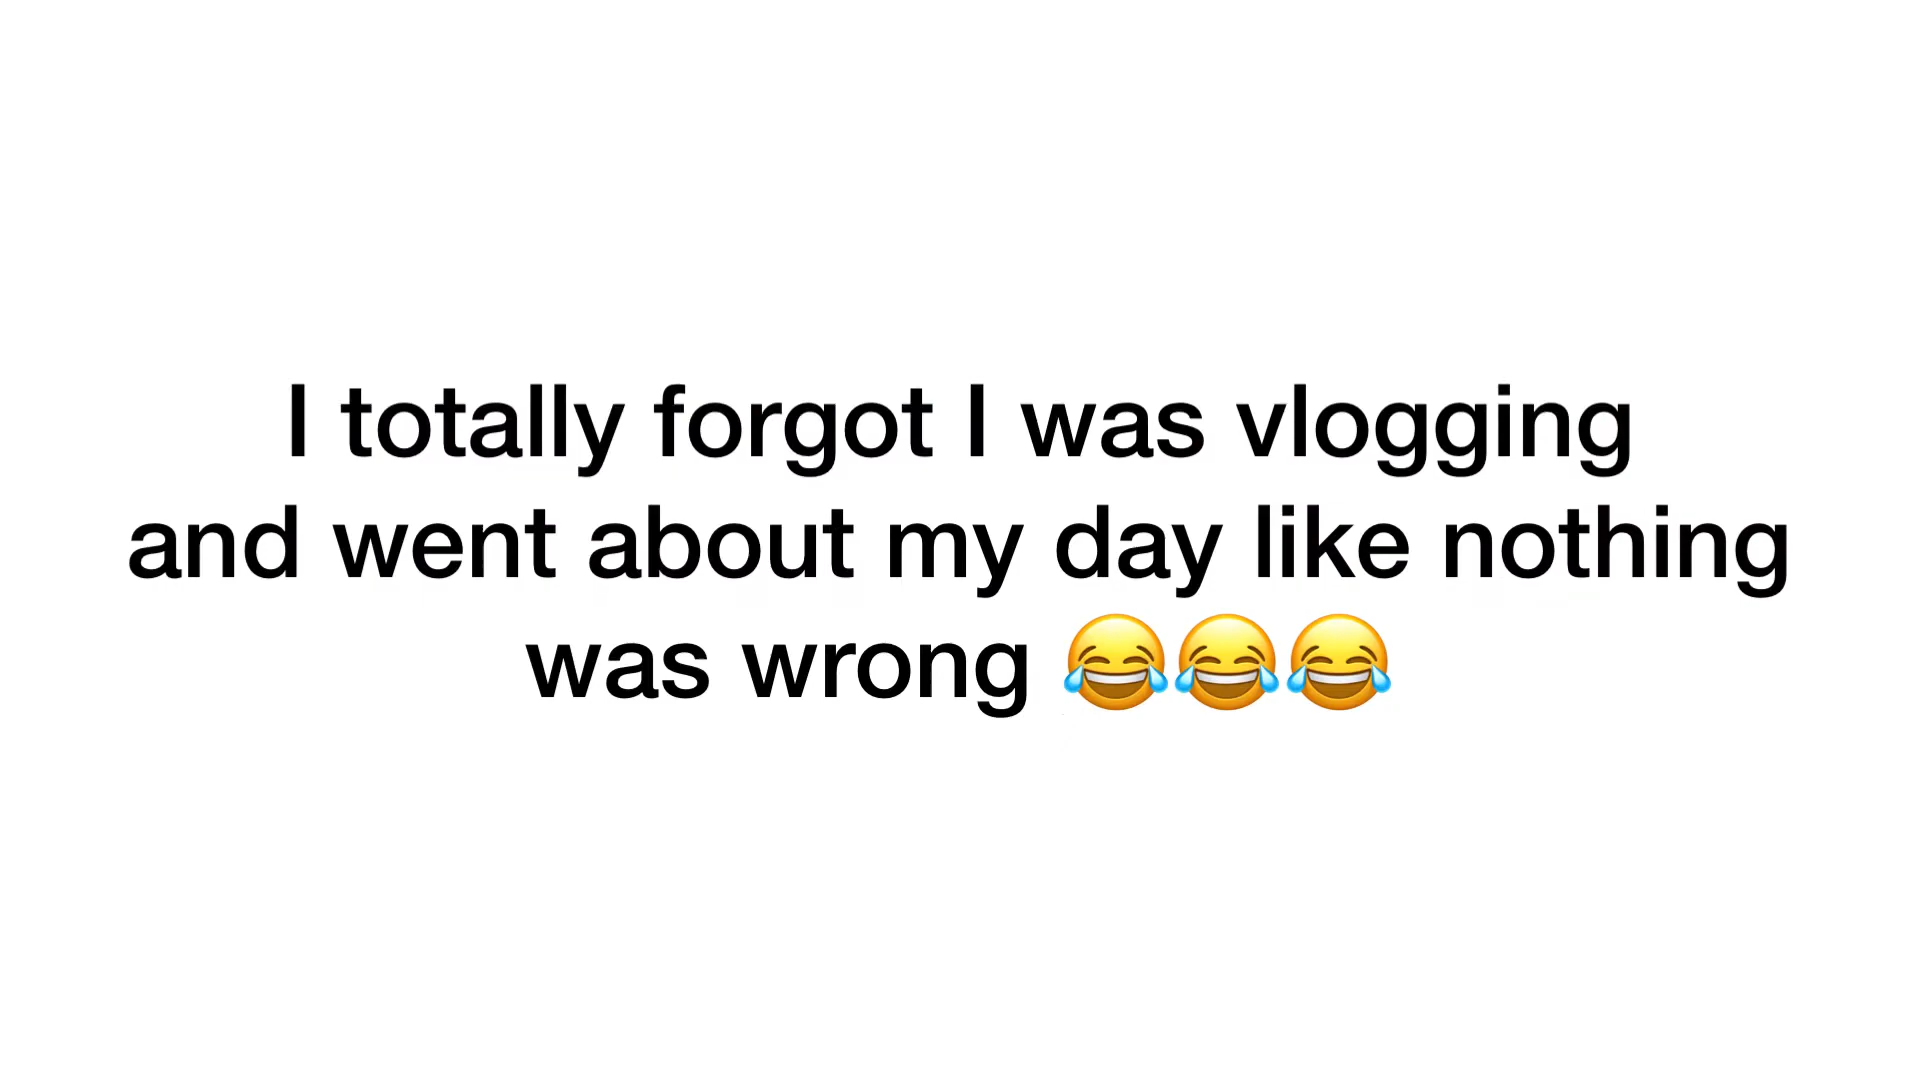 I totally forgot I was vlogging
and went about my day like nothing
was wrong 😂😂😂